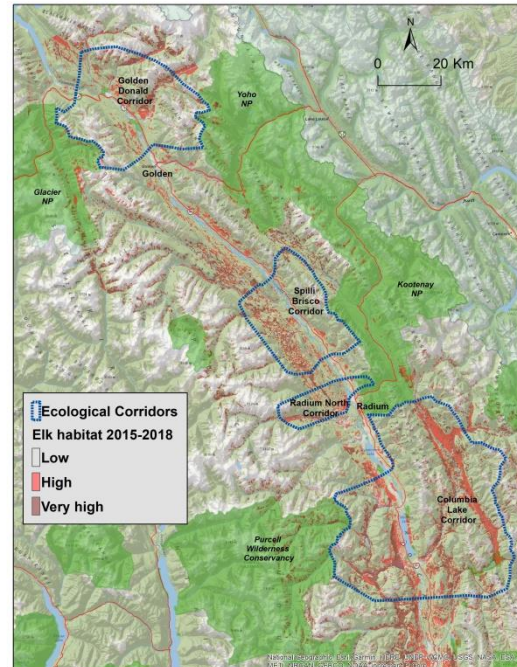 N
0 20 Km
Golden
Donald
Corridor
Yoho
NP
Golden
Glacier
NP
Spilli
Brisco
Corridor
Kootenay
NP
Ecological Corridors
Elk habitat 2015-2018
Low
High
Very high
Radium North
Corridor
Radium
Columbia
Lake
Corridor
Purcell
Wilderness
Conservancy